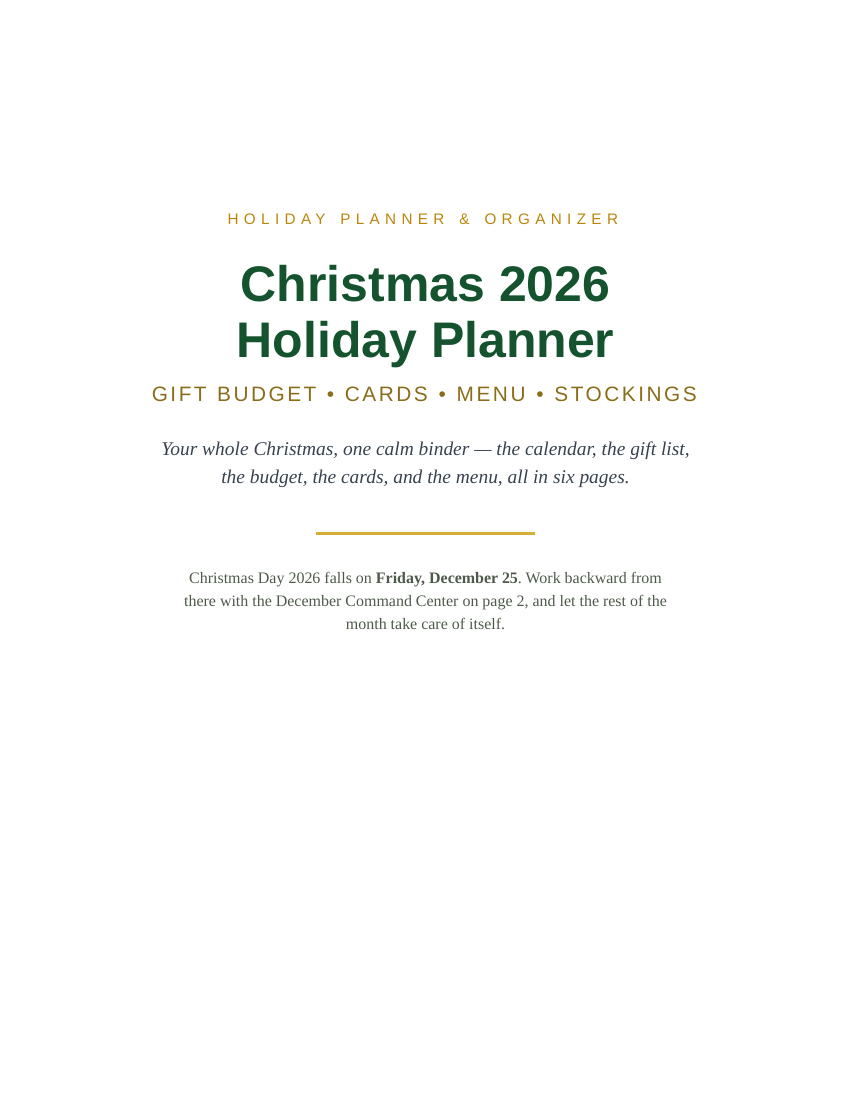 HOLIDAY PLANNER & ORGANIZER
Christmas 2026
Holiday Planner
GIFT BUDGET • CARDS • MENU • STOCKINGS
Your whole Christmas, one calm binder — the calendar, the gift list,
the budget, the cards, and the menu, all in six pages.
Christmas Day 2026 falls on Friday, December 25. Work backward from
there with the December Command Center on page 2, and let the rest of the
month take care of itself.